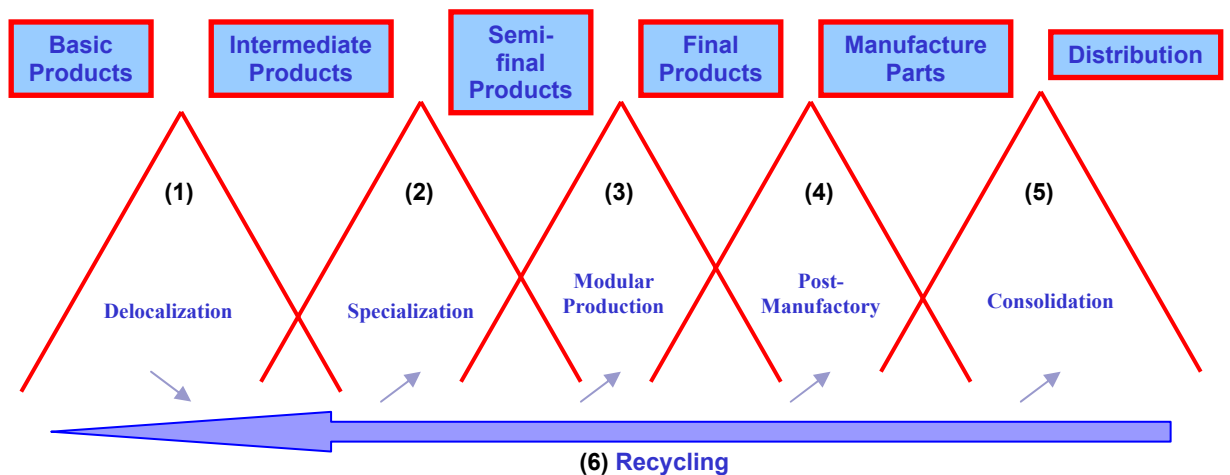 Basic
Products
Intermediate
Products
Semi-
final
Products
Final
Products
Manufacture
Parts
Distribution
(1)
(2)
(3)
(4)
(5)
Delocalization
Specialization
Modular
Production
Post-
Manufactory
Consolidation
(6) Recycling